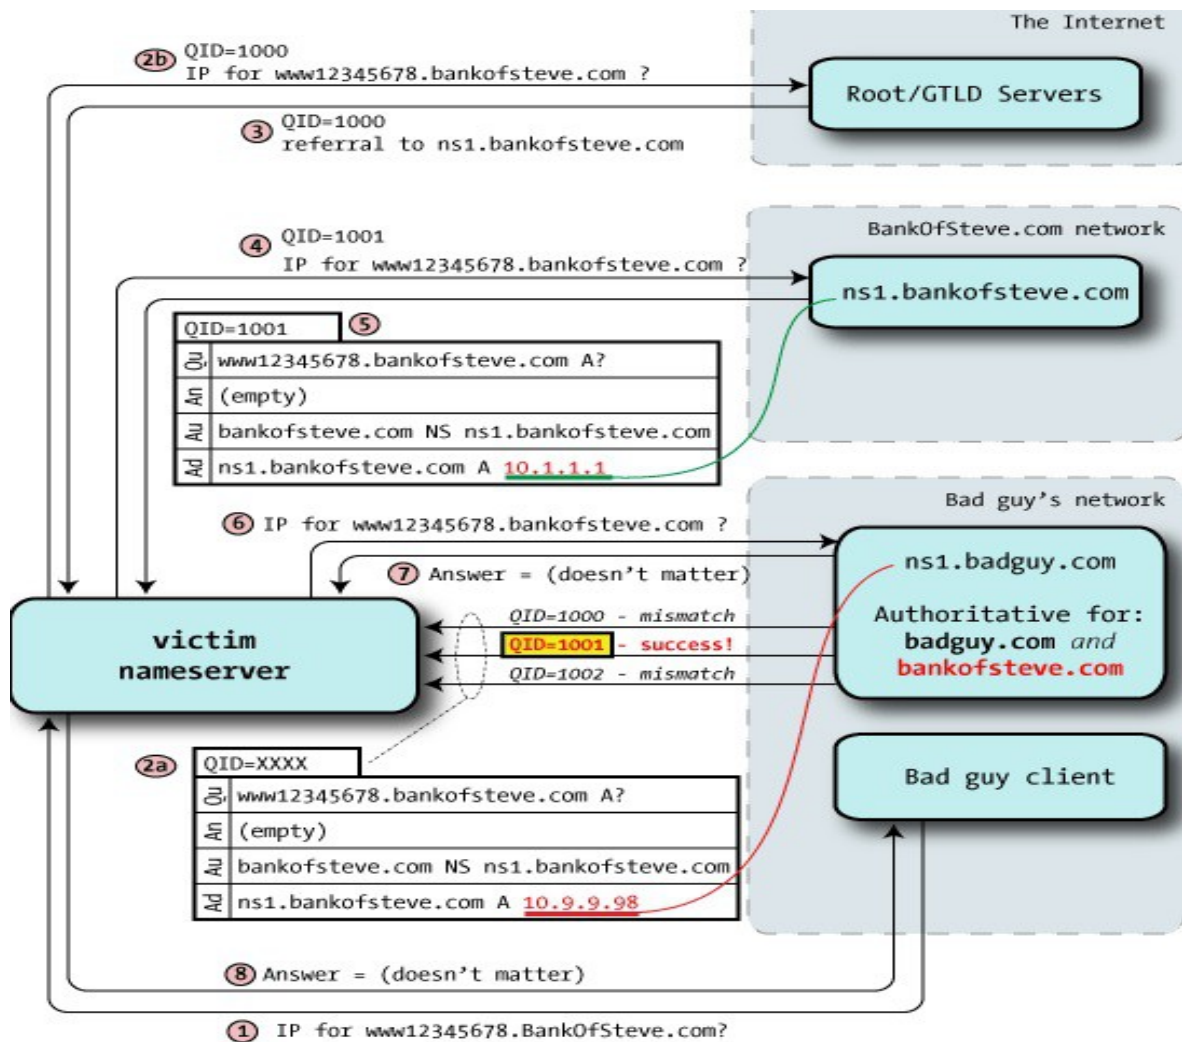 The Internet
2b QID=1000
IP for www12345678.bankofsteve.com ?
Root/GTLD Servers
3 QID=1000
referral to ns1.bankofsteve.com
BankOfSteve.com network
4 QID=1001
IP for www12345678.bankofsteve.com ?
ns1.bankofsteve.com
QID=1001 5
Qu www12345678.bankofsteve.com A?
An (empty)
Au bankofsteve.com NS ns1.bankofsteve.com
Ad ns1.bankofsteve.com A 10.1.1.1
Bad guy's network
6 IP for www12345678.bankofsteve.com ?
7 Answer = (doesn't matter)
ns1.badguy.com
Authoritative for:
badguy.com and
bankofsteve.com
QID=1000 - mismatch
QID=1001 - success!
QID=1002 - mismatch
victim
nameserver
2a QID=XXXX
Qu www12345678.bankofsteve.com A?
An (empty)
Au bankofsteve.com NS ns1.bankofsteve.com
Ad ns1.bankofsteve.com A 10.9.9.98
Bad guy client
8 Answer = (doesn't matter)
1 IP for www12345678.BankOfSteve.com?